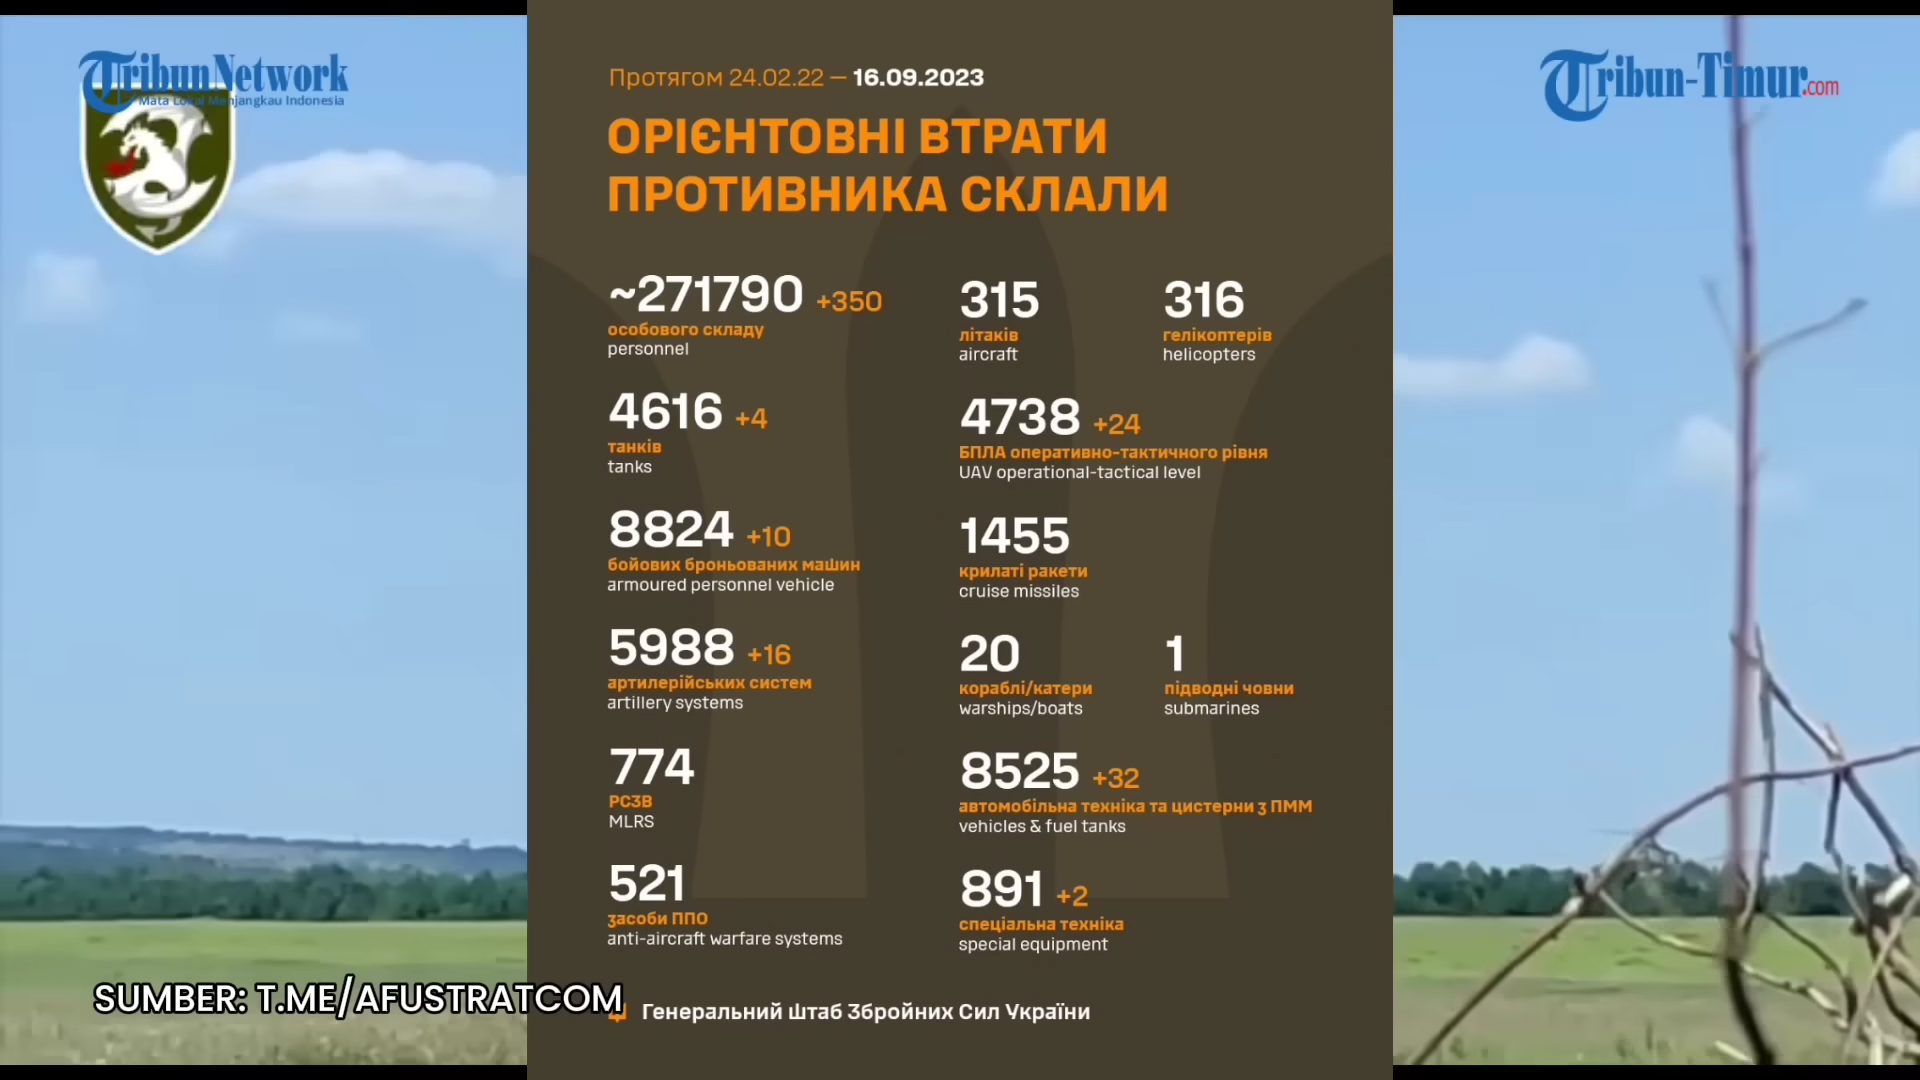 TribunNetwork
Mata Lokal Menjangkau Indonesia
Tribun-Timur.com
Протягом 24.02.22 — 16.09.2023
ОРІЄНТОВНІ ВТРАТИ
ПРОТИВНИКА СКЛАЛИ
~271790 +350
особового складу
personnel
315
літаків
aircraft
316
гелікоптерів
helicopters
4616 +4
танків
tanks
4738 +24
БПЛА оперативно-тактичного рівня
UAV operational-tactical level
8824 +10
бойових броньованих машин
armoured personnel vehicle
1455
крилаті ракети
cruise missiles
5988 +16
артилерійських систем
artillery systems
20
кораблі/катери
warships/boats
1
підводні човни
submarines
774
РСЗВ
MLRS
8525 +32
автомобільна техніка та цистерни з ПММ
vehicles & fuel tanks
521
засоби ППО
anti-aircraft warfare systems
891 +2
спеціальна техніка
special equipment
SUMBER: T.ME/AFUSTRATCOM
Генеральний штаб Збройних Сил України